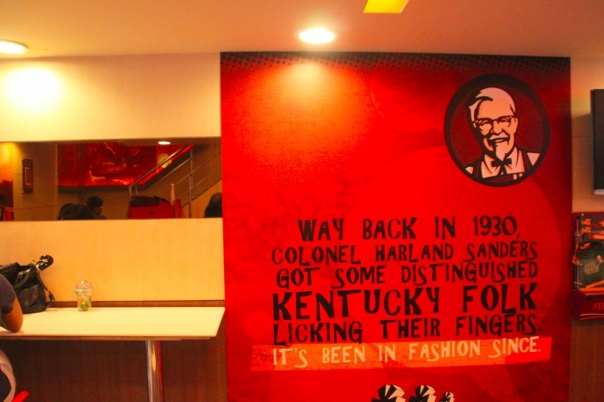 WAY BACK IN 1930,
COLONEL HARLAND SANDERS
GOT SOME DISTINGUISHED
KENTUCKY FOLK
LICKING THEIR FINGERS
IT'S BEEN IN FASHION SINCE.